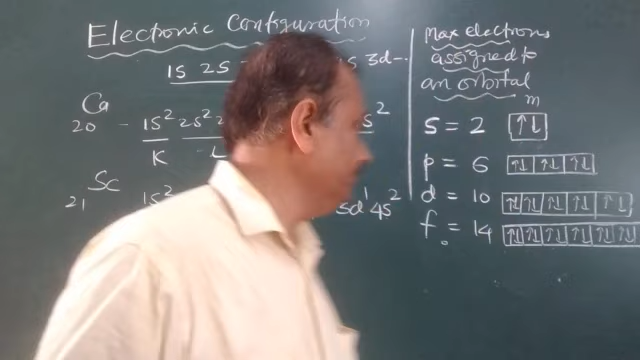 Electronic Configuration
1S 2S S 3d--
Ca
20 - 1S² 2S² 2 S²
K L
Sc
21 1S² 3d¹ 4S²
Max electrons
assigned to
an orbital
m
S = 2 ↑↓
p = 6 ↑↓ ↑↓ ↑↓
d = 10 ↑↓ ↑↓ ↑↓ ↑↓ ↑↓
f = 14 ↑↓ ↑↓ ↑↓ ↑↓ ↑↓ ↑↓